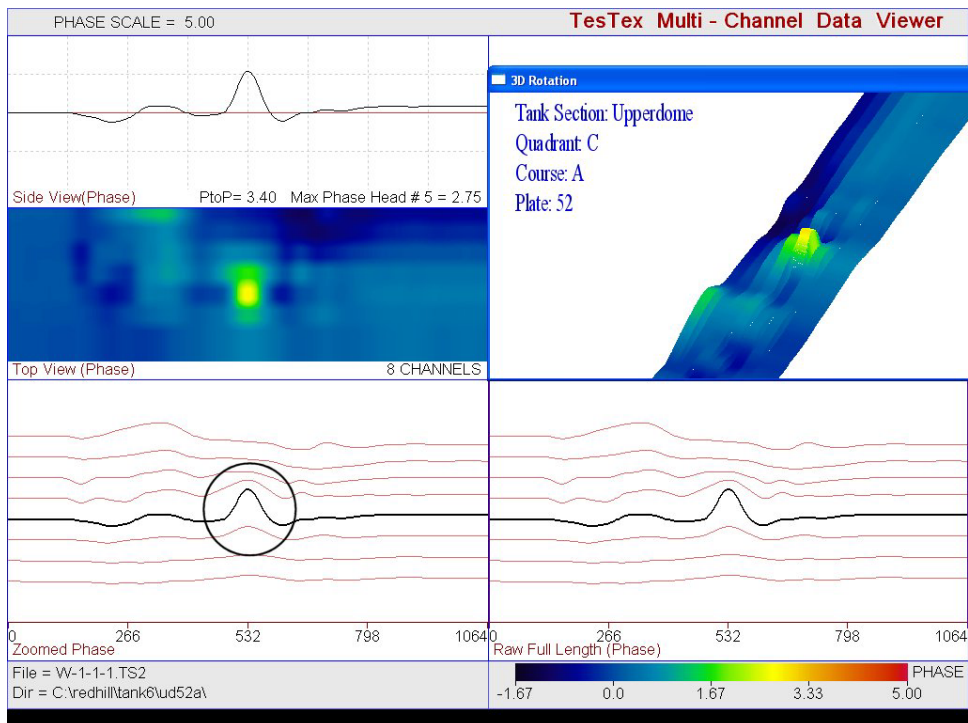 PHASE SCALE = 5.00
TesTex Multi - Channel Data Viewer
Side View(Phase) PtoP= 3.40 Max Phase Head # 5 = 2.75
3D Rotation
Tank Section: Upperdome
Quadrant: C
Course: A
Plate: 52
Top View (Phase) 8 CHANNELS
0 266 532 798 1064
Zoomed Phase
0 266 532 798 1064
Raw Full Length (Phase)
File = W-1-1-1.TS2
Dir = C:\redhill\tank6\ud52a\
PHASE
-1.67 0.0 1.67 3.33 5.00